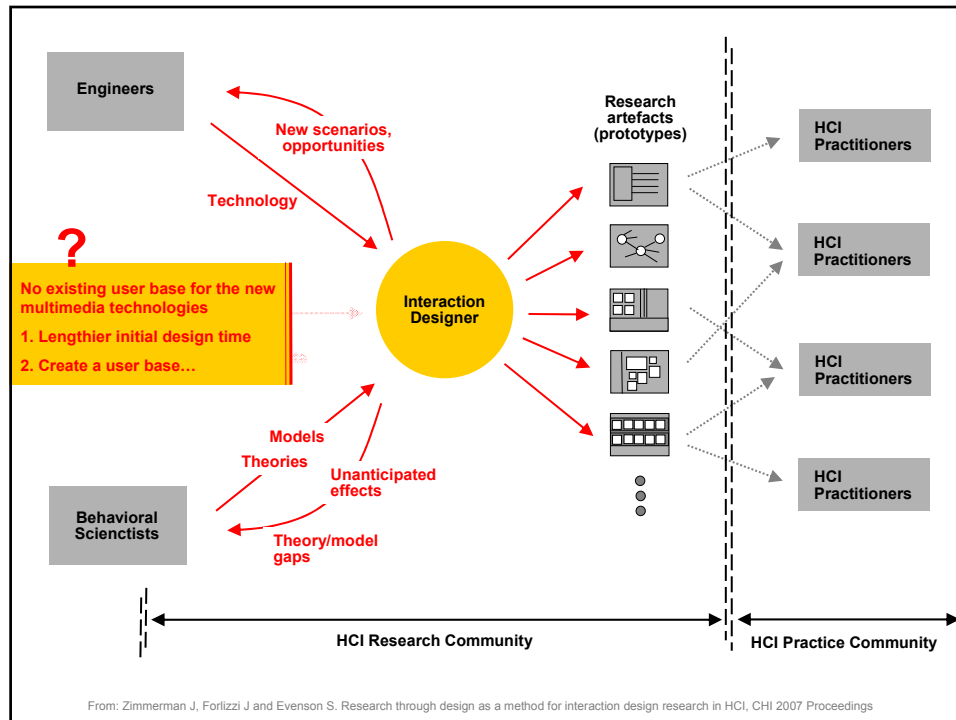 Engineers
New scenarios,
opportunities
Technology
Research
artefacts
(prototypes)
HCI
Practitioners
?
No existing user base for the new
multimedia technologies
1. Lengthier initial design time
2. Create a user base…
Interaction
Designer
HCI
Practitioners
HCI
Practitioners
Models
Theories
Unanticipated
effects
HCI
Practitioners
Behavioral
Scienctists
Theory/model
gaps
HCI Research Community
HCI Practice Community
From: Zimmerman J, Forlizzi J and Evenson S. Research through design as a method for interaction design research in HCI, CHI 2007 Proceedings